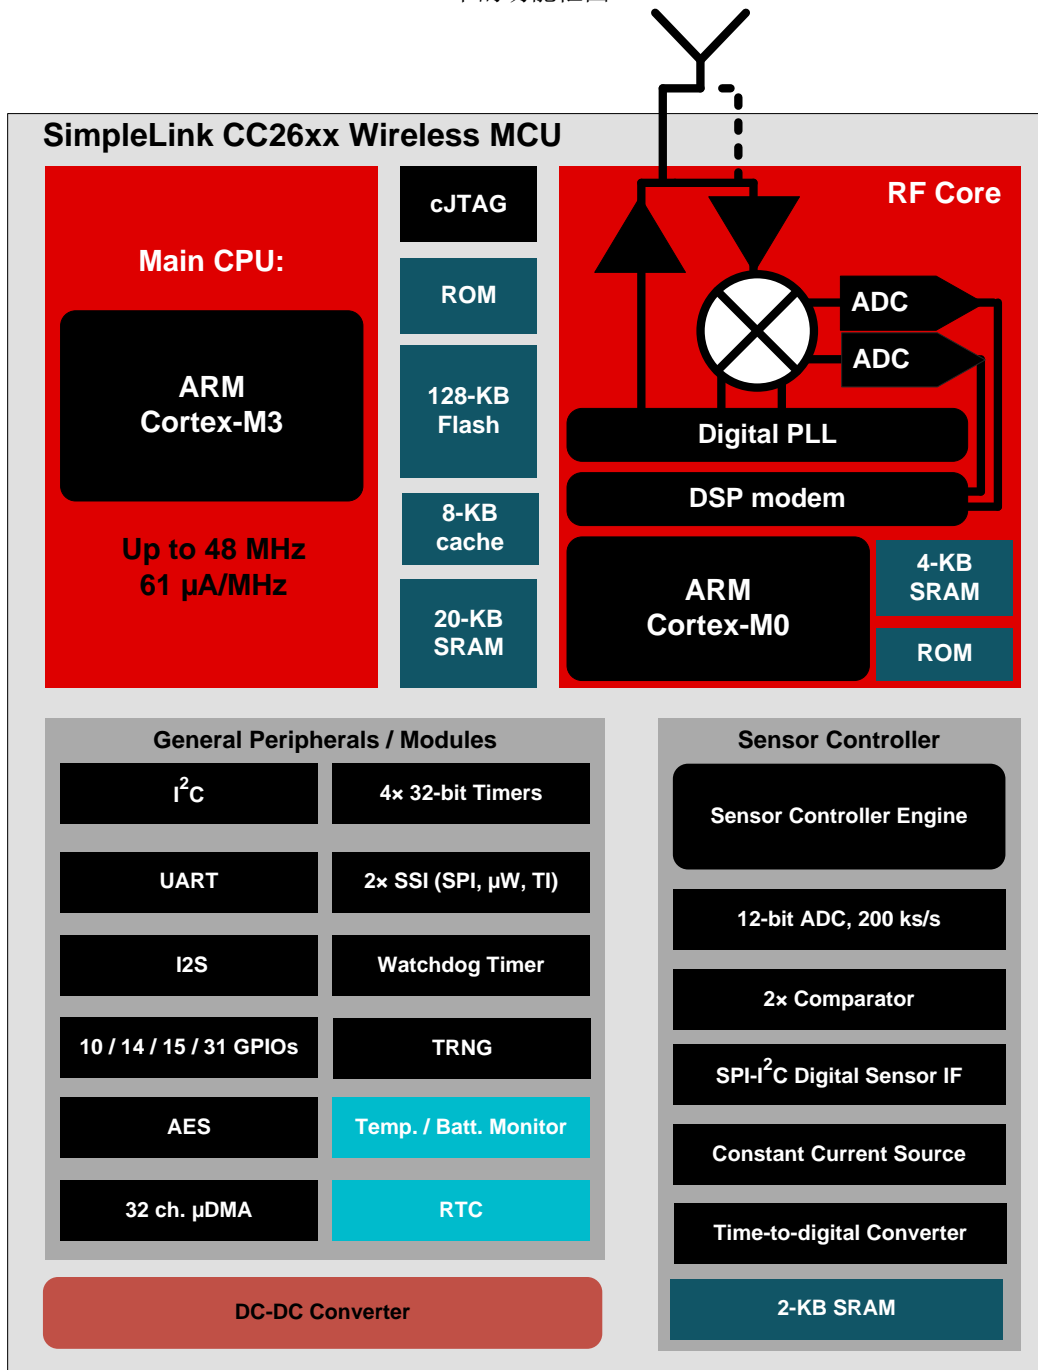 SimpleLink CC26xx Wireless MCU
Main CPU:
ARM
Cortex-M3
Up to 48 MHz
61 µA/MHz
cJTAG
ROM
128-KB
Flash
8-KB
cache
20-KB
SRAM
RF Core
ADC
ADC
Digital PLL
DSP modem
ARM
Cortex-M0
4-KB
SRAM
ROM
General Peripherals / Modules
I²C
4× 32-bit Timers
UART
2× SSI (SPI, µW, TI)
I2S
Watchdog Timer
10 / 14 / 15 / 31 GPIOs
TRNG
AES
Temp. / Batt. Monitor
32 ch. µDMA
RTC
Sensor Controller
Sensor Controller Engine
12-bit ADC, 200 ks/s
2× Comparator
SPI-I²C Digital Sensor IF
Constant Current Source
Time-to-digital Converter
2-KB SRAM
DC-DC Converter